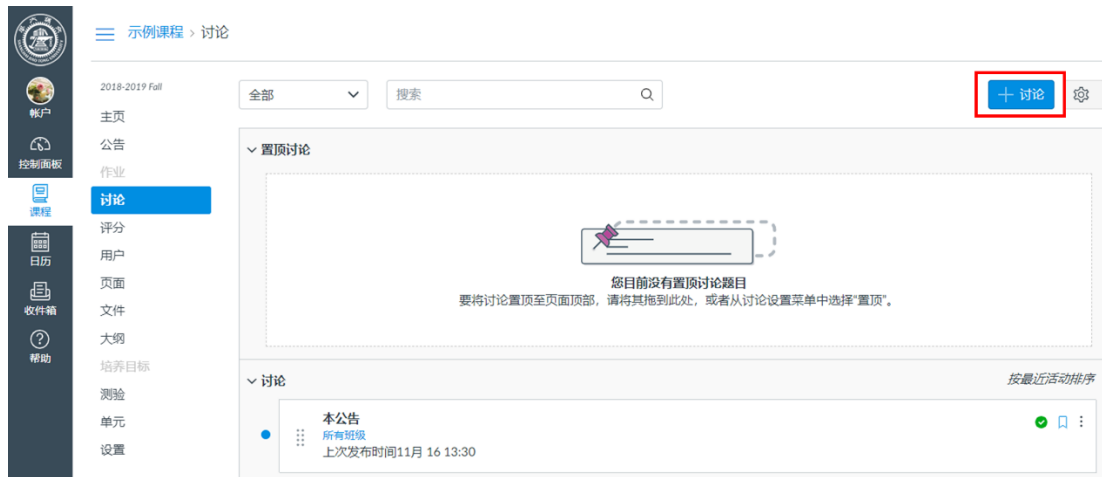 示例课程 › 讨论
帐户
控制面板
课程
日历
收件箱
帮助
2018-2019 Fall
主页
公告
作业
讨论
评分
用户
页面
文件
大纲
培养目标
测验
单元
设置
全部
搜索
讨论
置顶讨论
您目前没有置顶讨论题目
要将讨论置顶至页面顶部，请将其拖到此处，或者从讨论设置菜单中选择“置顶”。
讨论
按最近活动排序
本公告
所有班级
上次发布时间11月 16 13:30